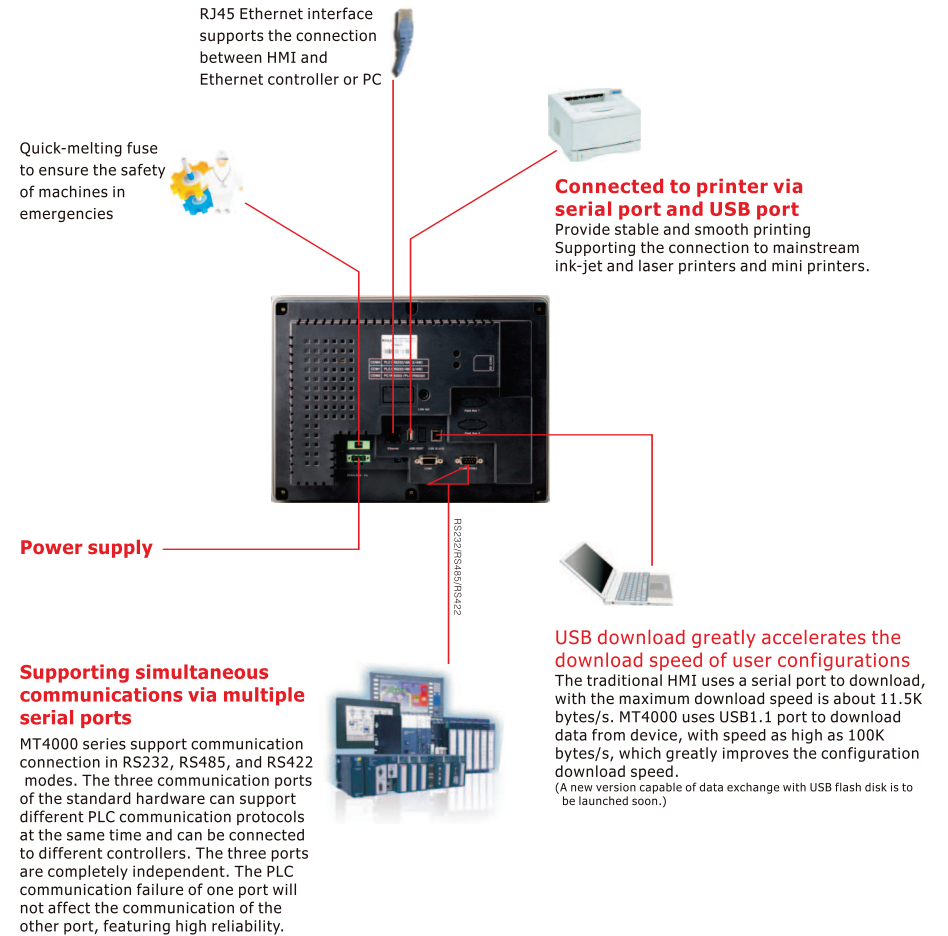 RJ45 Ethernet interface
supports the connection
between HMI and
Ethernet controller or PC
Quick-melting fuse
to ensure the safety
of machines in
emergencies
Connected to printer via
serial port and USB port
Provide stable and smooth printing
Supporting the connection to mainstream
ink-jet and laser printers and mini printers.
Ethernet
Power supply
RS232/RS485/RS422
USB download greatly accelerates the
download speed of user configurations
The traditional HMI uses a serial port to download,
with the maximum download speed is about 11.5K
bytes/s. MT4000 uses USB1.1 port to download
data from device, with speed as high as 100K
bytes/s, which greatly improves the configuration
download speed.
(A new version capable of data exchange with USB flash disk is to
be launched soon.)
Supporting simultaneous
communications via multiple
serial ports
MT4000 series support communication
connection in RS232, RS485, and RS422
modes. The three communication ports
of the standard hardware can support
different PLC communication protocols
at the same time and can be connected
to different controllers. The three ports
are completely independent. The PLC
communication failure of one port will
not affect the communication of the
other port, featuring high reliability.